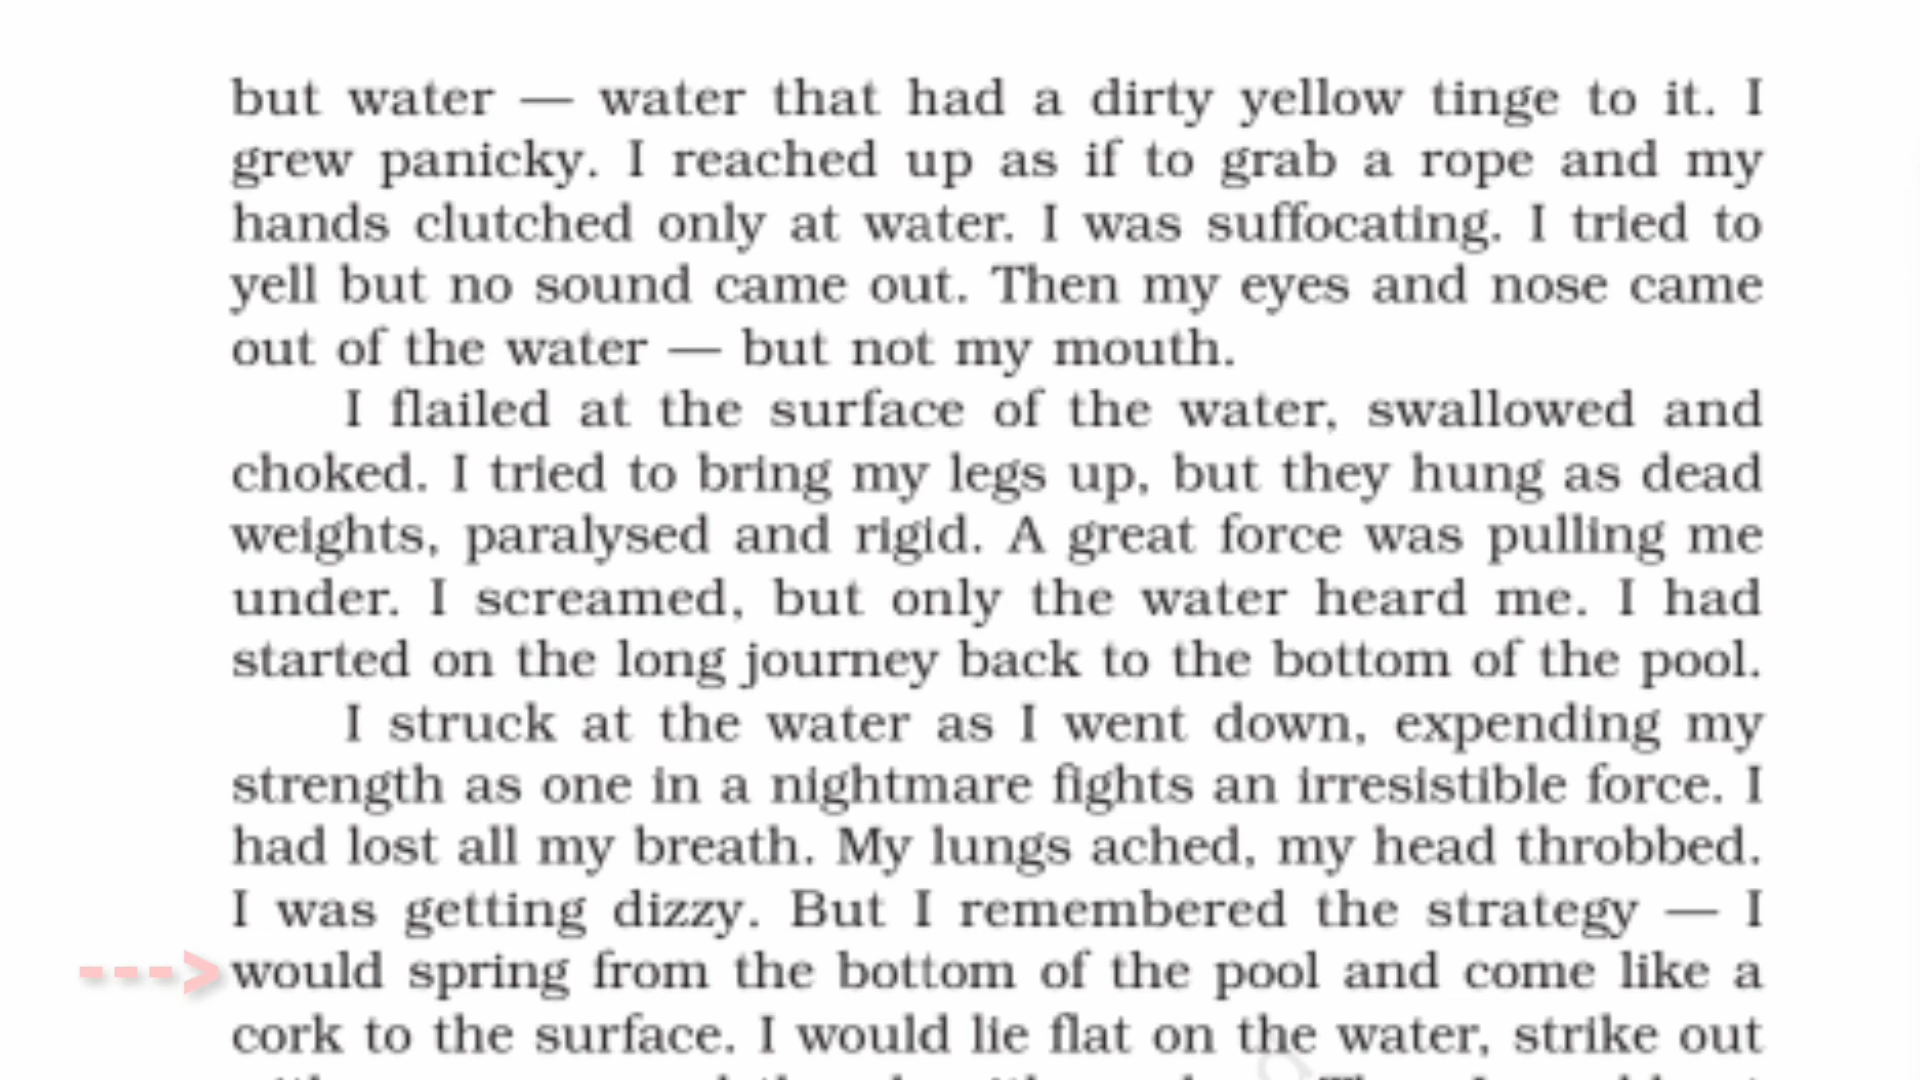 but water — water that had a dirty yellow tinge to it. I
grew panicky. I reached up as if to grab a rope and my
hands clutched only at water. I was suffocating. I tried to
yell but no sound came out. Then my eyes and nose came
out of the water — but not my mouth.
I flailed at the surface of the water, swallowed and
choked. I tried to bring my legs up, but they hung as dead
weights, paralysed and rigid. A great force was pulling me
under. I screamed, but only the water heard me. I had
started on the long journey back to the bottom of the pool.
I struck at the water as I went down, expending my
strength as one in a nightmare fights an irresistible force. I
had lost all my breath. My lungs ached, my head throbbed.
I was getting dizzy. But I remembered the strategy — I
---> would spring from the bottom of the pool and come like a
cork to the surface. I would lie flat on the water, strike out